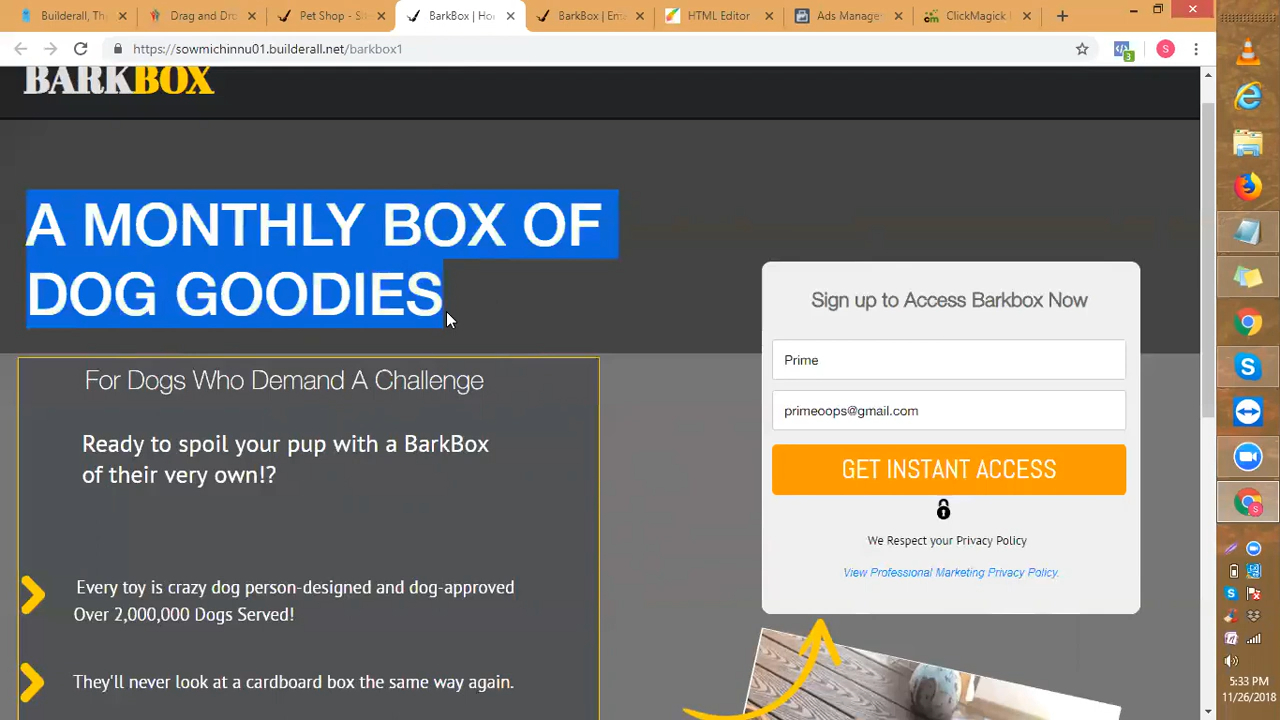 Builderall, Th
Drag and Dro
Pet Shop - Si
BarkBox | Ho
BarkBox | Em
HTML Editor
Ads Manage
ClickMagick |
https://sowmichinnu01.builderall.net/barkbox1
S
3
BARKBOX
A MONTHLY BOX OF
DOG GOODIES
For Dogs Who Demand A Challenge
Ready to spoil your pup with a BarkBox
of their very own!?
Every toy is crazy dog person-designed and dog-approved
Over 2,000,000 Dogs Served!
They'll never look at a cardboard box the same way again.
Sign up to Access Barkbox Now
Prime
primeoops@gmail.com
GET INSTANT ACCESS
We Respect your Privacy Policy
View Professional Marketing Privacy Policy.
5:33 PM
11/26/2018